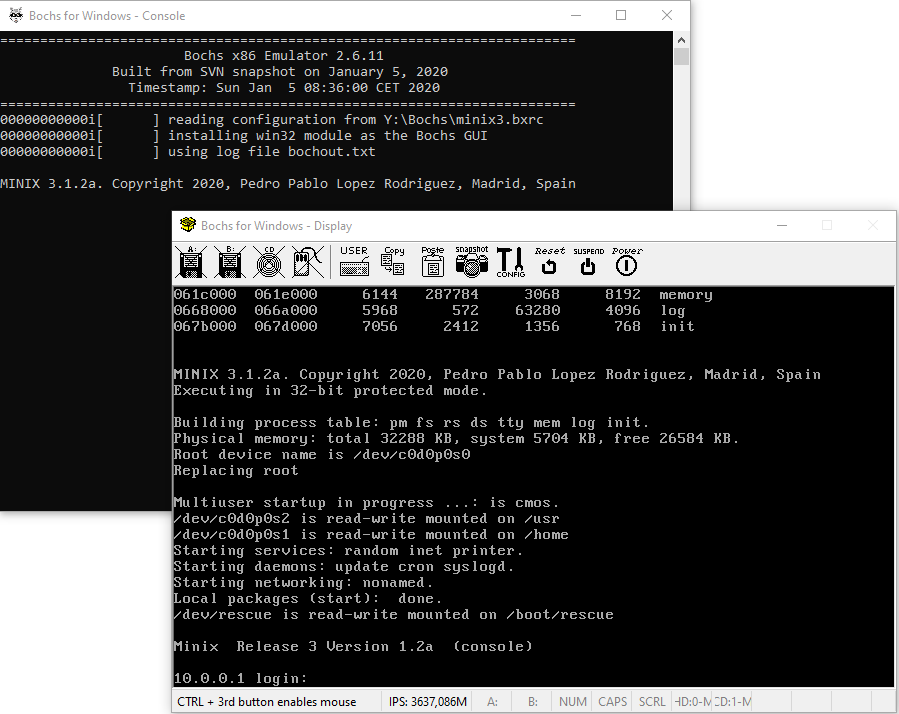 Bochs for Windows - Console
========================================================================
Bochs x86 Emulator 2.6.11
Built from SVN snapshot on January 5, 2020
Timestamp: Sun Jan  5 08:36:00 CET 2020
========================================================================
00000000000i[      ] reading configuration from Y:\Bochs\minix3.bxrc
00000000000i[      ] installing win32 module as the Bochs GUI
00000000000i[      ] using log file bochout.txt
MINIX 3.1.2a. Copyright 2020, Pedro Pablo Lopez Rodriguez, Madrid, Spain
Bochs for Windows - Display
A: B: CD USER Copy Paste snapshot CONFIG Reset SUSPEND Power
061c000  061e000     6144   287784     3068     8192  memory
0668000  066a000     5968      572    63280     4096  log
067b000  067d000     7056     2412     1356      768  init
MINIX 3.1.2a. Copyright 2020, Pedro Pablo Lopez Rodriguez, Madrid, Spain
Executing in 32-bit protected mode.
Building process table: pm fs rs ds tty mem log init.
Physical memory: total 32288 KB, system 5704 KB, free 26584 KB.
Root device name is /dev/c0d0p0s0
Replacing root
Multiuser startup in progress ...: is cmos.
/dev/c0d0p0s2 is read-write mounted on /usr
/dev/c0d0p0s1 is read-write mounted on /home
Starting services: random inet printer.
Starting daemons: update cron syslogd.
Starting networking: nonamed.
Local packages (start):  done.
/dev/rescue is read-write mounted on /boot/rescue
Minix  Release 3 Version 1.2a  (console)
10.0.0.1 login:
CTRL + 3rd button enables mouse IPS: 3637,086M A: B: NUM CAPS SCRL HD:0-M CD:1-M